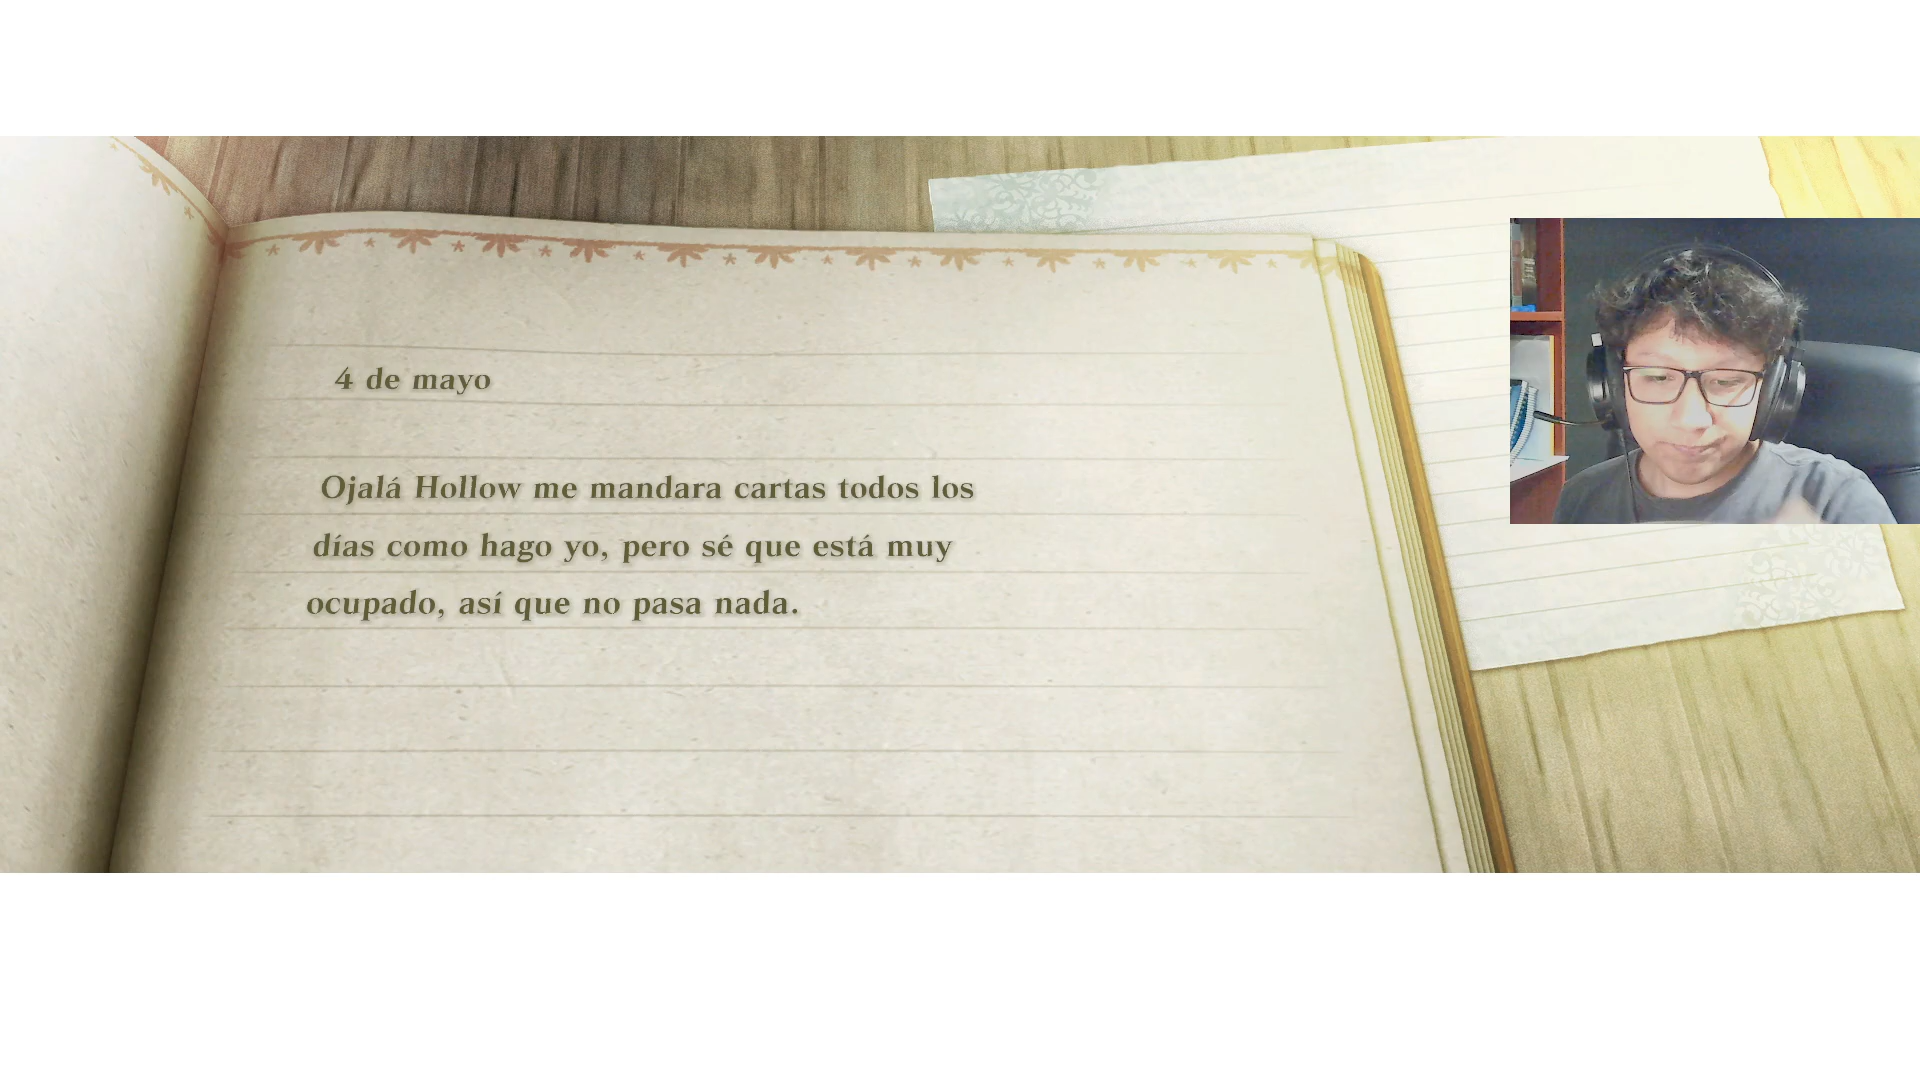 4 de mayo
Ojalá Hollow me mandara cartas todos los
días como hago yo, pero sé que está muy
ocupado, así que no pasa nada.